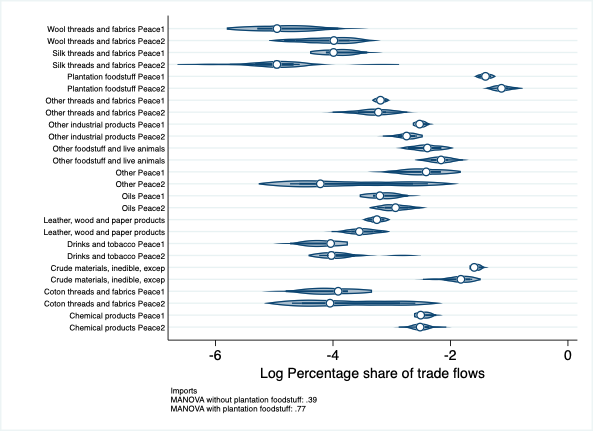 Wool threads and fabrics Peace1
Wool threads and fabrics Peace2
Silk threads and fabrics Peace1
Silk threads and fabrics Peace2
Plantation foodstuff Peace1
Plantation foodstuff Peace2
Other threads and fabrics Peace1
Other threads and fabrics Peace2
Other industrial products Peace1
Other industrial products Peace2
Other foodstuff and live animals
Other foodstuff and live animals
Other Peace1
Other Peace2
Oils Peace1
Oils Peace2
Leather, wood and paper products
Leather, wood and paper products
Drinks and tobacco Peace1
Drinks and tobacco Peace2
Crude materials, inedible, excep
Crude materials, inedible, excep
Coton threads and fabrics Peace1
Coton threads and fabrics Peace2
Chemical products Peace1
Chemical products Peace2
-6 -4 -2 0
Log Percentage share of trade flows
Imports
MANOVA without plantation foodstuff: .39
MANOVA with plantation foodstuff: .77